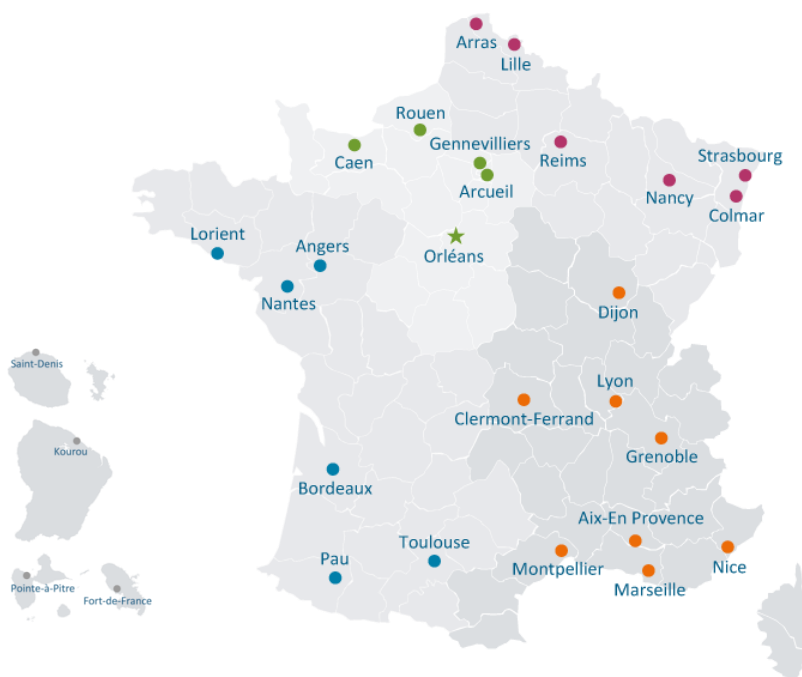 Arras
Lille
Rouen
Gennevilliers
Caen
Reims
Strasbourg
Arcueil
Nancy
Colmar
Lorient
Angers
Orléans
Nantes
Dijon
Saint-Denis
Lyon
Clermont-Ferrand
Kourou
Grenoble
Bordeaux
Aix-En Provence
Toulouse
Pau
Montpellier
Nice
Pointe-à-Pitre
Marseille
Fort-de-France